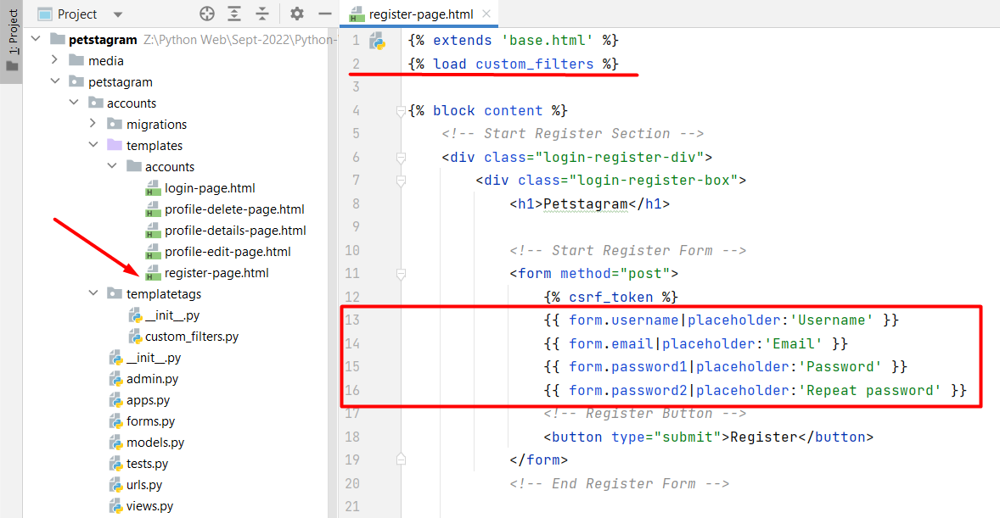 1: Project
Project
petstagram Z:\Python Web\Sept-2022\Python-
media
petstagram
accounts
migrations
templates
accounts
login-page.html
profile-delete-page.html
profile-details-page.html
profile-edit-page.html
register-page.html
templatetags
__init__.py
custom_filters.py
__init__.py
admin.py
apps.py
forms.py
models.py
tests.py
urls.py
views.py
register-page.html
1 {% extends 'base.html' %}
2 {% load custom_filters %}
3
4 {% block content %}
5 <!-- Start Register Section -->
6 <div class="login-register-div">
7 <div class="login-register-box">
8 <h1>Petstagram</h1>
9
10 <!-- Start Register Form -->
11 <form method="post">
12 {% csrf_token %}
13 {{ form.username|placeholder:'Username' }}
14 {{ form.email|placeholder:'Email' }}
15 {{ form.password1|placeholder:'Password' }}
16 {{ form.password2|placeholder:'Repeat password' }}
17 <!-- Register Button -->
18 <button type="submit">Register</button>
19 </form>
20 <!-- End Register Form -->
21